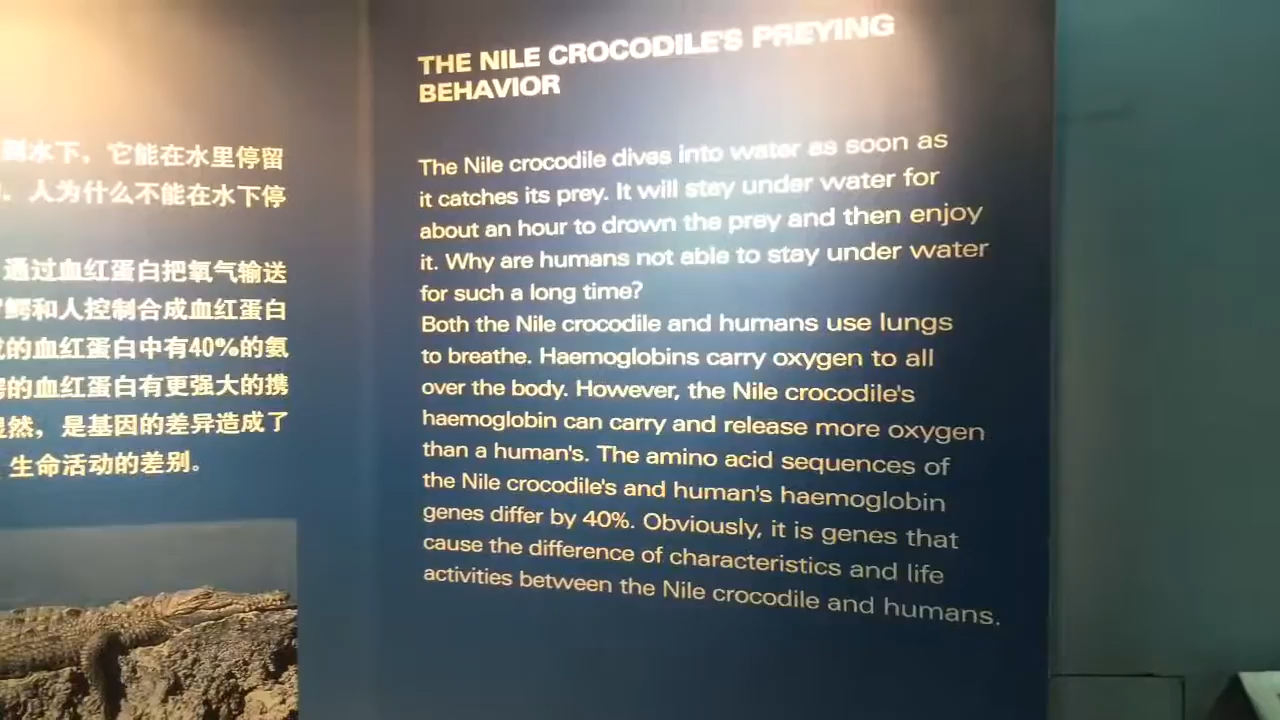 到水下，它能在水里停留
人为什么不能在水下停
通过血红蛋白把氧气输送
鳄和人控制合成血红蛋白
的血红蛋白中有40%的氨
的血红蛋白有更强大的携
然，是基因的差异造成了
生命活动的差别。
THE NILE CROCODILE'S PREYING
BEHAVIOR
The Nile crocodile dives into water as soon as
it catches its prey. It will stay under water for
about an hour to drown the prey and then enjoy
it. Why are humans not able to stay under water
for such a long time?
Both the Nile crocodile and humans use lungs
to breathe. Haemoglobins carry oxygen to all
over the body. However, the Nile crocodile's
haemoglobin can carry and release more oxygen
than a human's. The amino acid sequences of
the Nile crocodile's and human's haemoglobin
genes differ by 40%. Obviously, it is genes that
cause the difference of characteristics and life
activities between the Nile crocodile and humans.